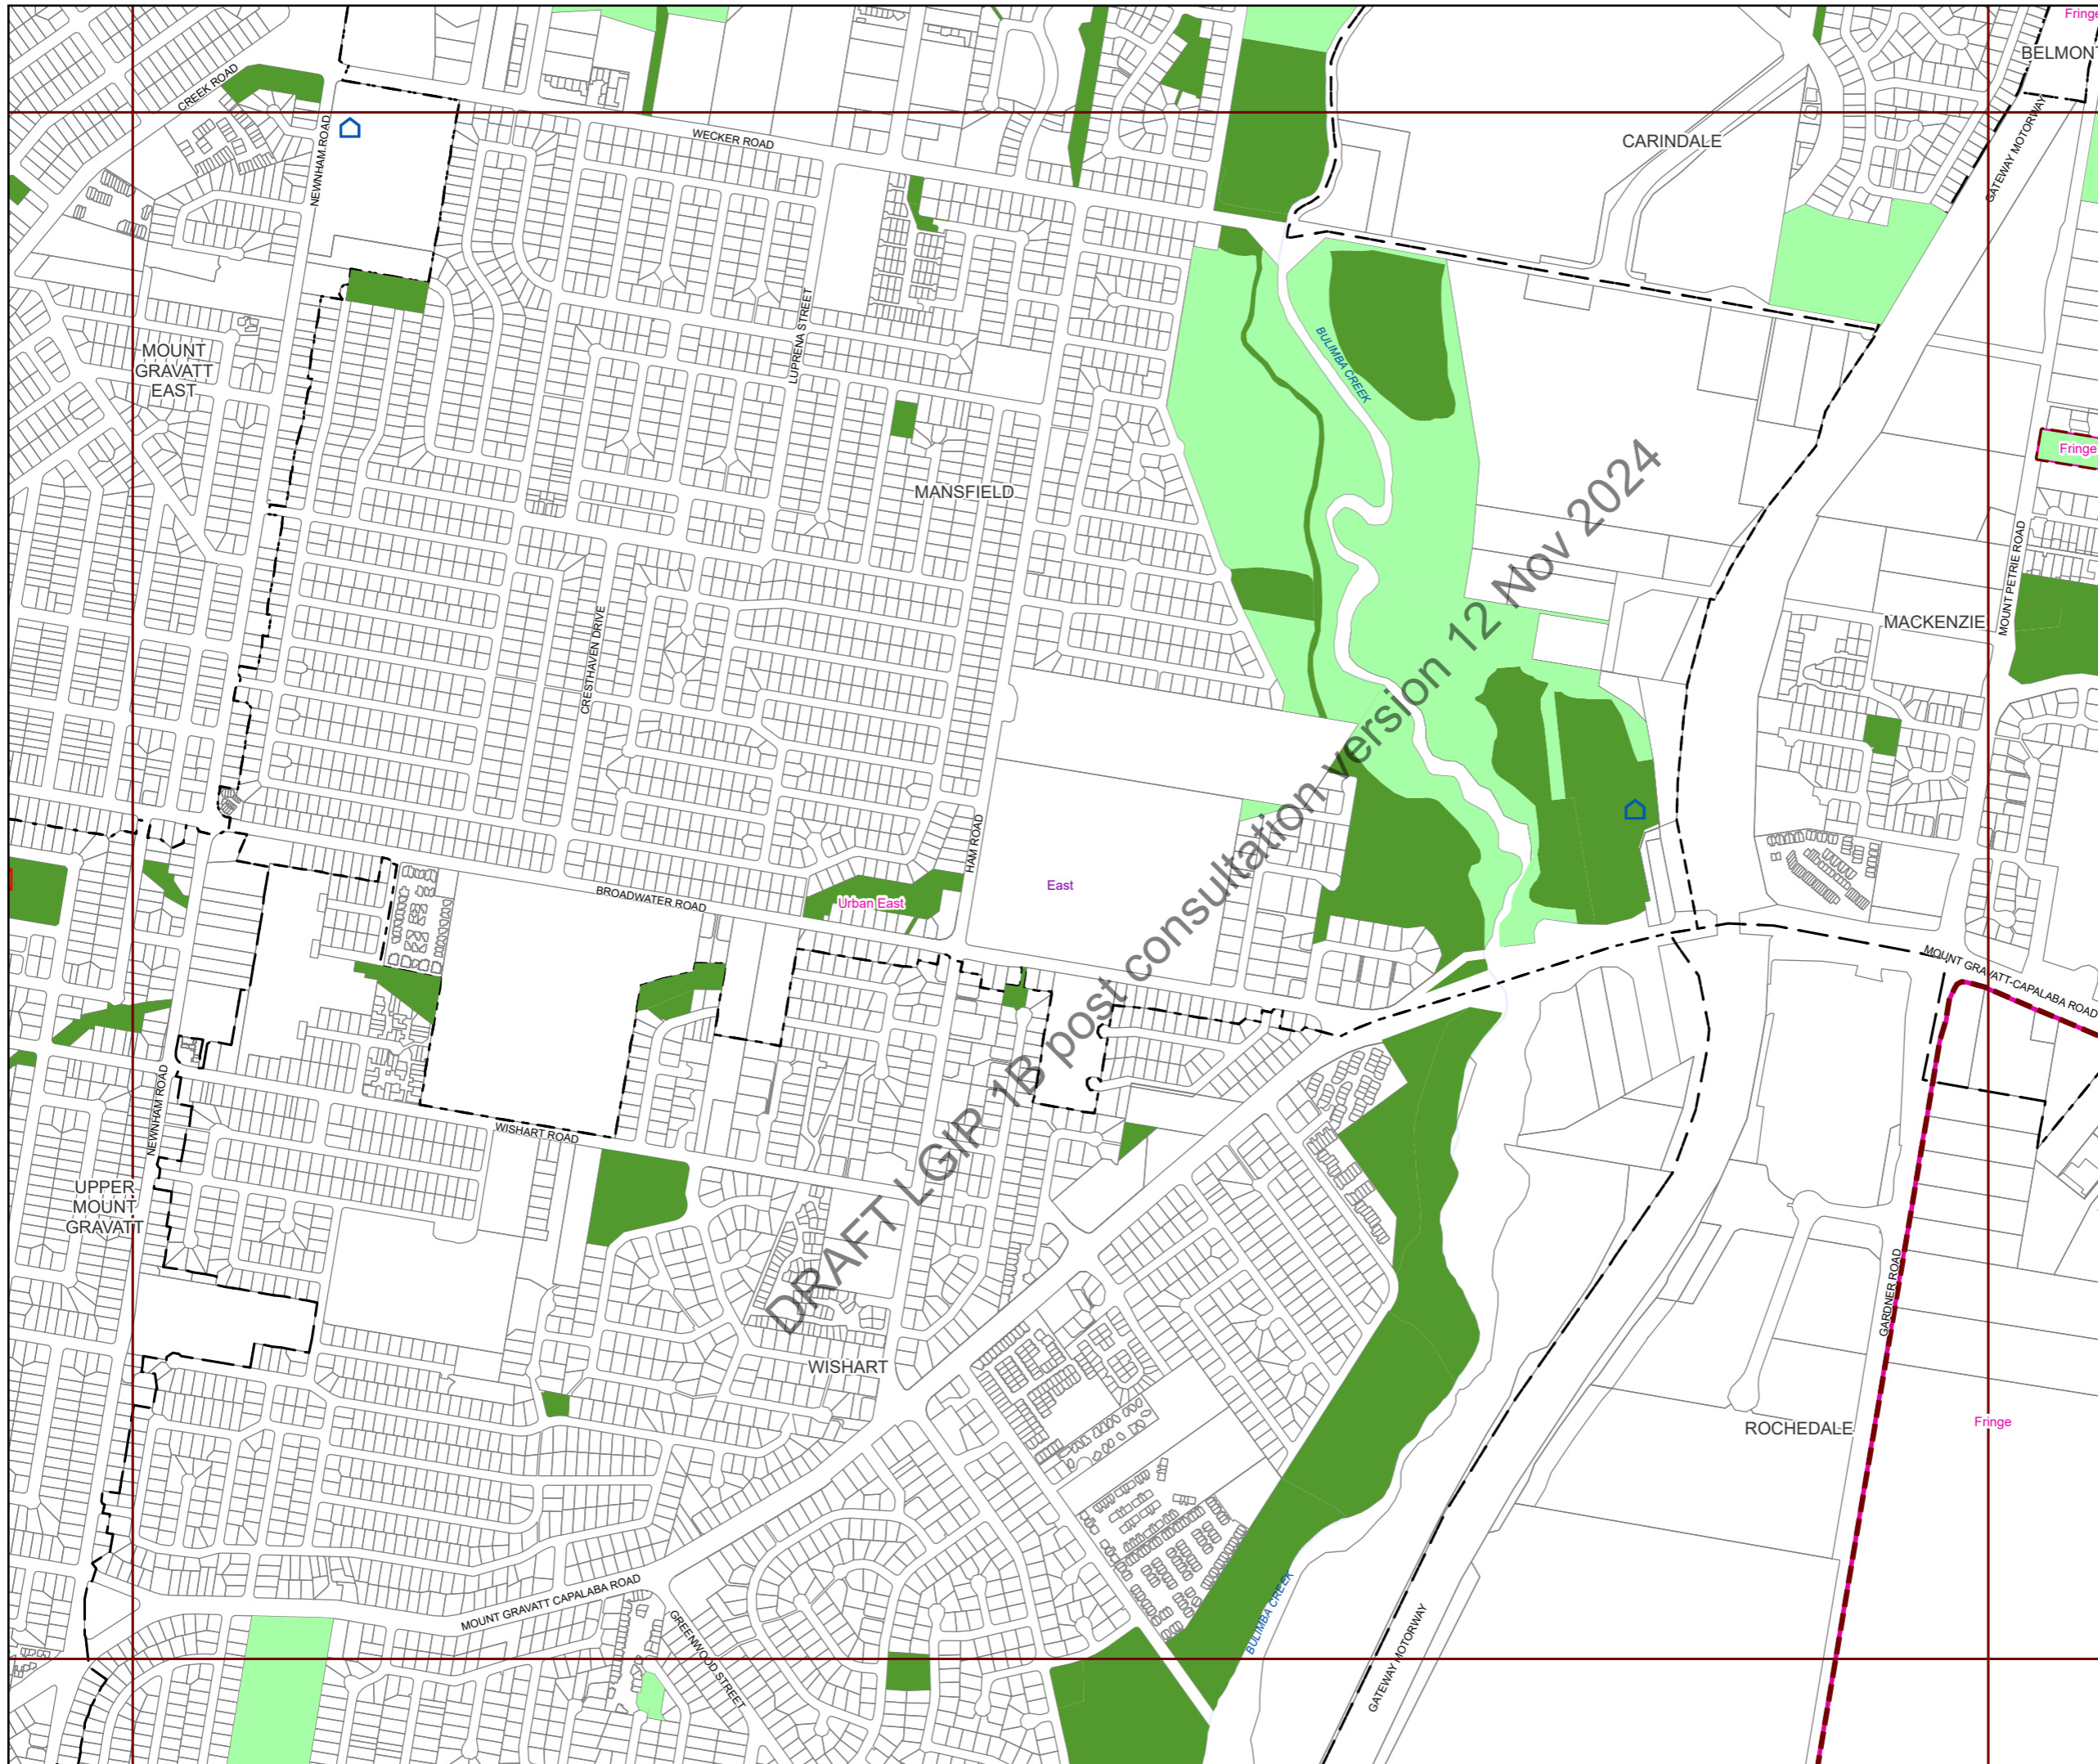 Fringe
BELMONT
CREEK ROAD
NEWNHAM ROAD
WECKER ROAD
CARINDALE
GATEWAY MOTORWAY
LUPRENA STREET
BULIMBA CREEK
MOUNT
GRAVATT
EAST
Fringe
MANSFIELD
MOUNT PETRIE ROAD
MACKENZIE
CRESTHAVEN DRIVE
HAM ROAD
BROADWATER ROAD
Urban East
East
MOUNT GRAVATT-CAPALABA ROAD
NEWNHAM ROAD
WISHART ROAD
UPPER
MOUNT
GRAVATT
DRAFT LGIP 1B post consultation version 12 Nov 2024
GARDNER ROAD
WISHART
ROCHEDALE
Fringe
MOUNT GRAVATT CAPALABA ROAD
GREENWOOD STREET
BULIMBA CREEK
GATEWAY MOTORWAY